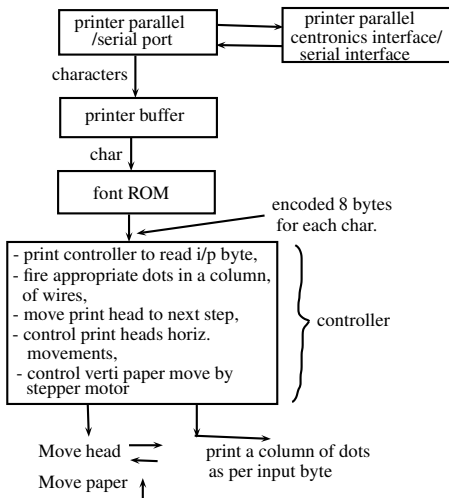 printer parallel
/serial port
printer parallel
centronics interface/
serial interface
characters
printer buffer
char
font ROM
encoded 8 bytes
for each char.
- print controller to read i/p byte,
- fire appropriate dots in a column,
of wires,
- move print head to next step,
- control print heads horiz.
movements,
- control verti paper move by
stepper motor
controller
Move head
print a column of dots
as per input byte
Move paper